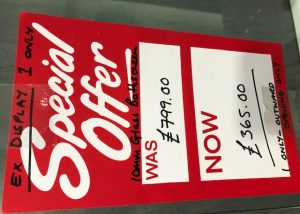 EX DISPLAY 1 ONLY
Special
Offer
10mm Glass Bathscreen
WAS
£799.00
NOW
£365.00
1 ONLY - OUTWARD
OPENING ONLY